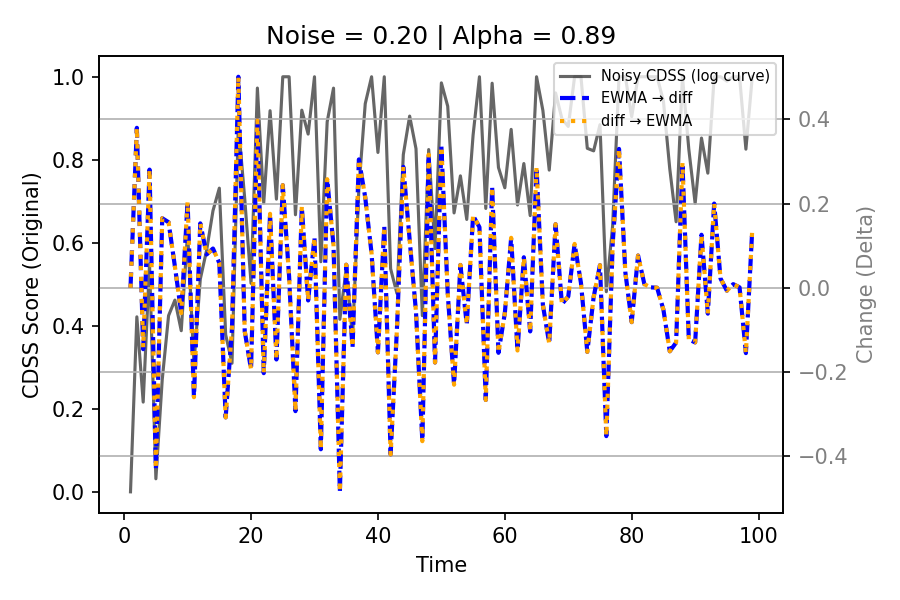 Noise = 0.20 | Alpha = 0.89
Noisy CDSS (log curve)
EWMA → diff
diff → EWMA
CDSS Score (Original)
1.0
0.8
0.6
0.4
0.2
0.0
0.4
0.2
0.0
−0.2
−0.4
Change (Delta)
0
20
40
60
80
100
Time